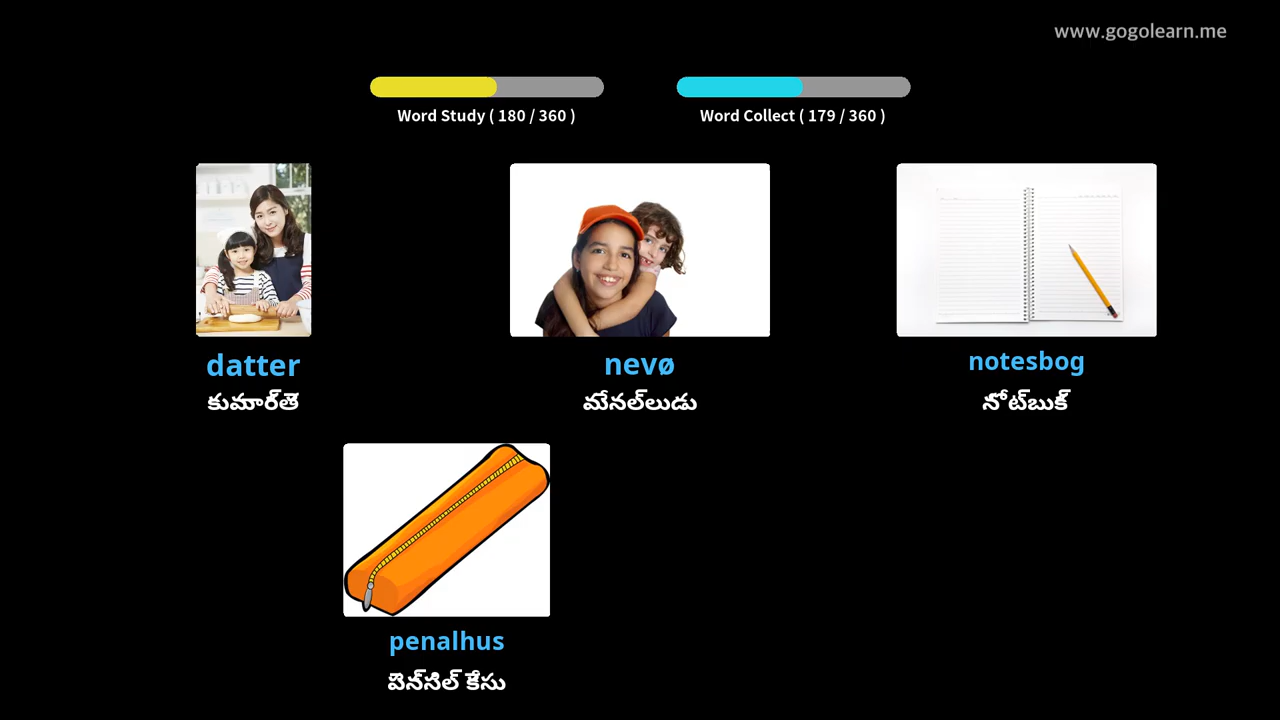 www.gogolearn.me
Word Study ( 180 / 360 )
Word Collect ( 179 / 360 )
datter
nevø
notesbog
కుమార్తె
మేనల్లుడు
నోట్‌బుక్
penalhus
పెన్సిల్ కేసు